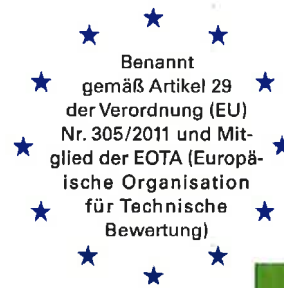 Benannt
gemäß Artikel 29
der Verordnung (EU)
Nr. 305/2011 und Mit-
glied der EOTA (Europä-
ische Organisation
für Technische
Bewertung)